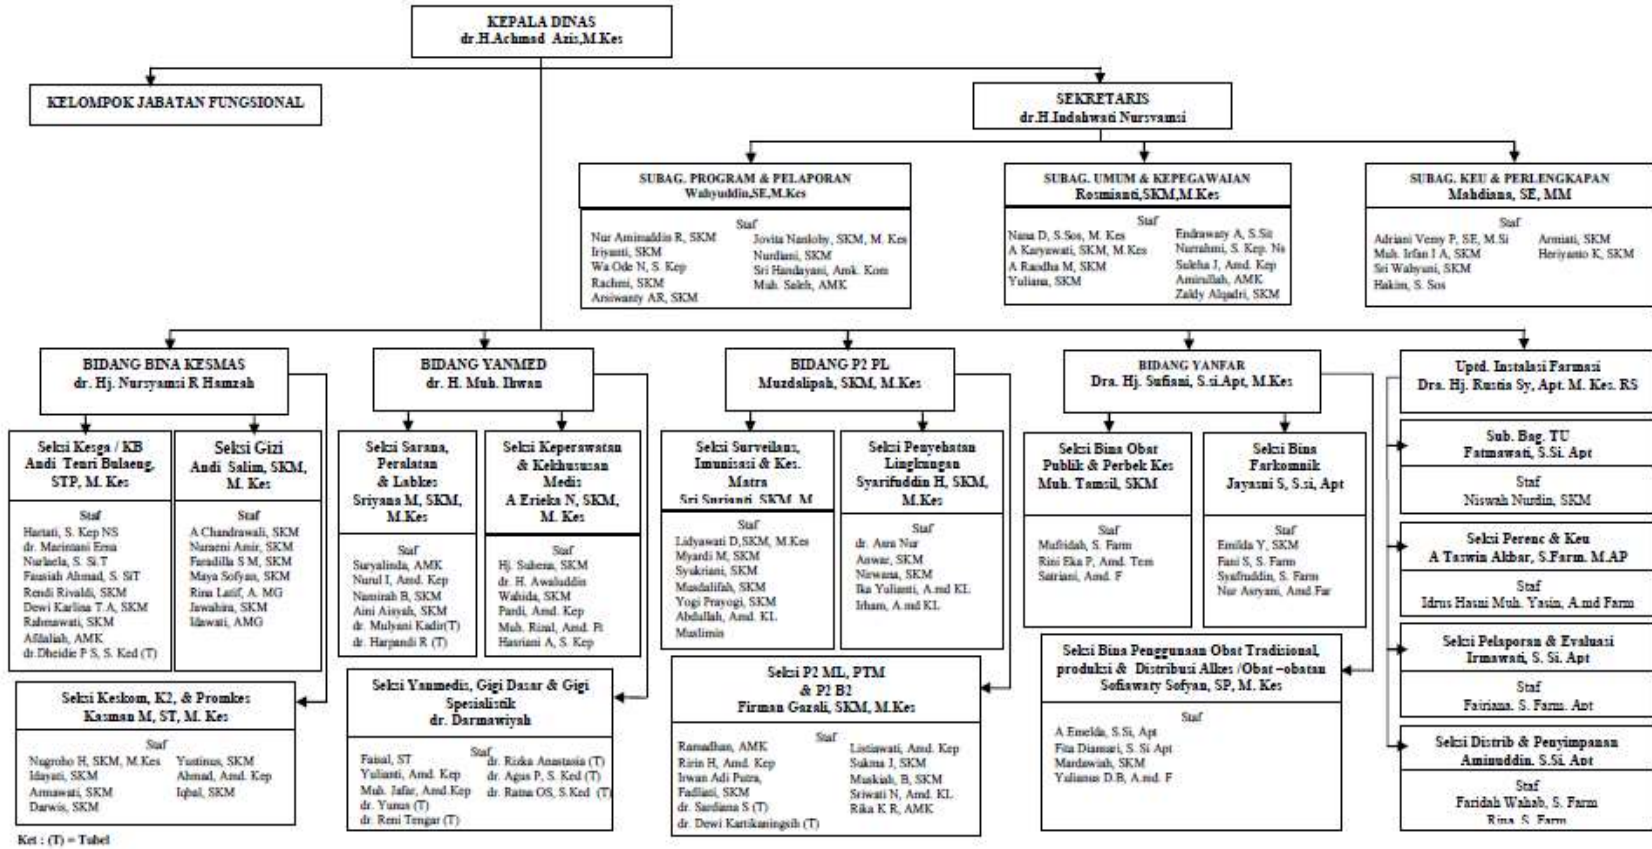 KEPALA DINAS
dr.H.Achmad Azis,M.Kes
KELOMPOK JABATAN FUNGSIONAL
SEKRETARIS
dr.H.Indahwati Nursyamsi
SUBAG. PROGRAM & PELAPORAN
Wahyuddin,SE,M.Kes
Staf
Nur Aminuddin R, SKM
Iriyanti, SKM
Wa Ode N, S. Kep
Rachmi, SKM
Arsiwanty AR, SKM
Jovita Nanlohy, SKM, M. Kes
Nurdiani, SKM
Sri Handayani, Amk. Kom
Muh. Saleh, AMK
SUBAG. UMUM & KEPEGAWAIAN
Rosmianti,SKM,M.Kes
Staf
Nana D, S.Sos, M. Kes
A Karyawati, SKM, M.Kes
A Raodha M, SKM
Yuliana, SKM
Endrawaty A, S.Sit
Nurrahmi, S. Kep. Ns
Suleha J, Amd. Kep
Amirullah, AMK
Zaldy Alqadri, SKM
SUBAG. KEU & PERLENGKAPAN
Mahdiana, SE, MM
Staf
Adriani Vemy P, SE, M.Si
Muh. Irfan I A, SKM
Sri Wahyuni, SKM
Hakim, S. Sos
Armiati, SKM
Heriyanto K, SKM
BIDANG BINA KESMAS
dr. Hj. Nursyamsi R Hamzah
Seksi Kesga / KB
Andi Tenri Bulaeng,
STP, M. Kes
Staf
Hartati, S. Kep NS
dr. Marintani Erna
Nurlaela, S. Si.T
Fausiah Ahmad, S. SiT
Rendi Rivaldi, SKM
Dewi Karlina T.A, SKM
Rahmawati, SKM
Afdaliah, AMK
dr.Dheidie P S, S. Ked (T)
Seksi Gizi
Andi Salim, SKM,
M. Kes
Staf
A Chandrawali, SKM
Nuraeni Amir, SKM
Faradilla S M, SKM
Maya Sofyan, SKM
Rina Latif, A. MG
Jawahira, SKM
Idawati, AMG
Seksi Keskom, K2, & Promkes
Kasman M, ST, M. Kes
Staf
Nugroho H, SKM, M.Kes
Idayati, SKM
Armawati, SKM
Darwis, SKM
Yustinus, SKM
Ahmad, Amd. Kep
Iqbal, SKM
BIDANG YANMED
dr. H. Muh. Ihwan
Seksi Sarana,
Peralatan
& Labkes
Sriyana M, SKM,
M.Kes
Staf
Suryalinda, AMK
Nurul I, Amd. Kep
Namirah B, SKM
Aini Aisyah, SKM
dr. Mulyani Kadir(T)
dr. Harpandi R (T)
Seksi Keperawatan
& Kekhususan
Medis
A Erieka N, SKM,
M. Kes
Staf
Hj. Suhena, SKM
dr. H. Awaluddin
Wahida, SKM
Pardi, Amd. Kep
Muh. Rizal, Amd. Ft
Hasriani A, S. Kep
Seksi Yanmedis, Gigi Dasar & Gigi
Spesialistik
dr. Darmawiyah
Staf
Faisal, ST
Yulianti, Amd. Kep
Muh. Jafar, Amd.Kep
dr. Yunus (T)
dr. Reni Tengar (T)
dr. Rizka Anastasia (T)
dr. Agus P, S. Ked (T)
dr. Ratna OS, S.Ked (T)
BIDANG P2 PL
Muzdalipah, SKM, M.Kes
Seksi Surveilans,
Imunisasi & Kes.
Matra
Sri Surianti, SKM, M
Staf
Lidyawati D,SKM, M.Kes
Myardi M, SKM
Syukriani, SKM
Musdalifah, SKM
Yogi Prayogi, SKM
Abdullah, Amd. KL
Muslimin
Seksi Penyehatan
Lingkungan
Syarifuddin H, SKM,
M.Kes
Staf
dr. Asra Nur
Anwar, SKM
Nirwana, SKM
Ika Yulianti, A.md KL
Irham, A.md KL
Seksi P2 ML, PTM
& P2 B2
Firman Gazali, SKM, M.Kes
Staf
Ramadhan, AMK
Ririn H, Amd. Kep
Irwan Adi Putra,
Fadliati, SKM
dr. Sardiana S (T)
dr. Dewi Kartikaningsih (T)
Listiawati, Amd. Kep
Sukma J, SKM
Muskiah, B, SKM
Sriwati N, Amd. KL
Rika K R, AMK
BIDANG YANFAR
Dra. Hj. Sufiani, S.si.Apt, M.Kes
Seksi Bina Obat
Publik & Perbek Kes
Muh. Tamsil, SKM
Staf
Mufridah, S. Farm
Rini Eka P, Amd. Tem
Satriani, Amd. F
Seksi Bina
Farkomnik
Jayasni S, S.si, Apt
Staf
Emilda Y, SKM
Fani S, S. Farm
Syafruddin, S. Farm
Nur Asryani, Amd.Far
Seksi Bina Penggunaan Obat Tradisional,
produksi & Distribusi Alkes /Obat –obatan
Sofiawary Sofyan, SP, M. Kes
Staf
A Emelda, S.Si, Apt
Fita Diamari, S. Si Apt
Mardawiah, SKM
Yulianus D.B, A.md. F
Uptd. Instalasi Farmasi
Dra. Hj. Rustia Sy, Apt. M. Kes. RS
Sub. Bag. TU
Fatmawati, S.Si. Apt
Staf
Niswah Nurdin, SKM
Seksi Perenc & Keu
A Taswin Akbar, S.Farm. M.AP
Staf
Idrus Hasni Muh. Yasin, A.md Farm
Seksi Pelaporan & Evaluasi
Irmawati, S. Si. Apt
Staf
Fajriana. S. Farm. Apt
Seksi Distrib & Penyimpanan
Aminuddin. S.Si. Apt
Staf
Faridah Wahab, S. Farm
Rina. S. Farm
Ket : (T) = Tubel